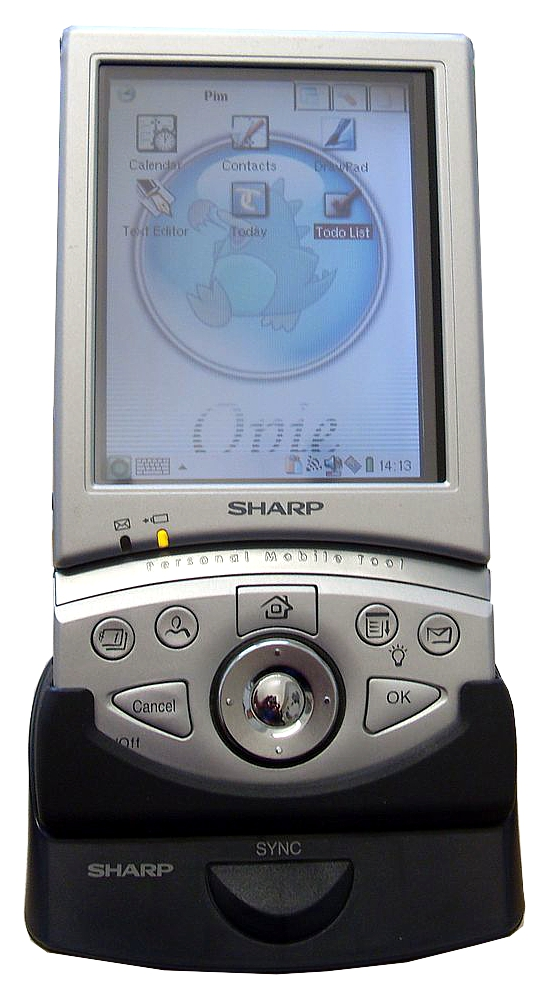 Pim
Calendar Contacts DrawPad
Text Editor Today Todo List
Opie
14:13
SHARP
Personal Mobile Tool
Cancel OK
/Off
SYNC
SHARP